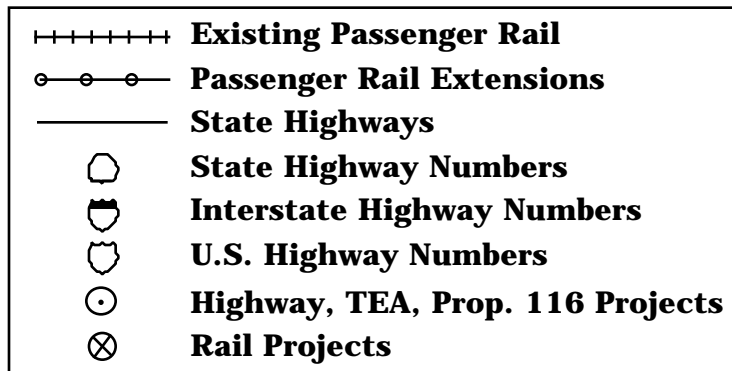 Existing Passenger Rail
Passenger Rail Extensions
State Highways
State Highway Numbers
Interstate Highway Numbers
U.S. Highway Numbers
Highway, TEA, Prop. 116 Projects
Rail Projects